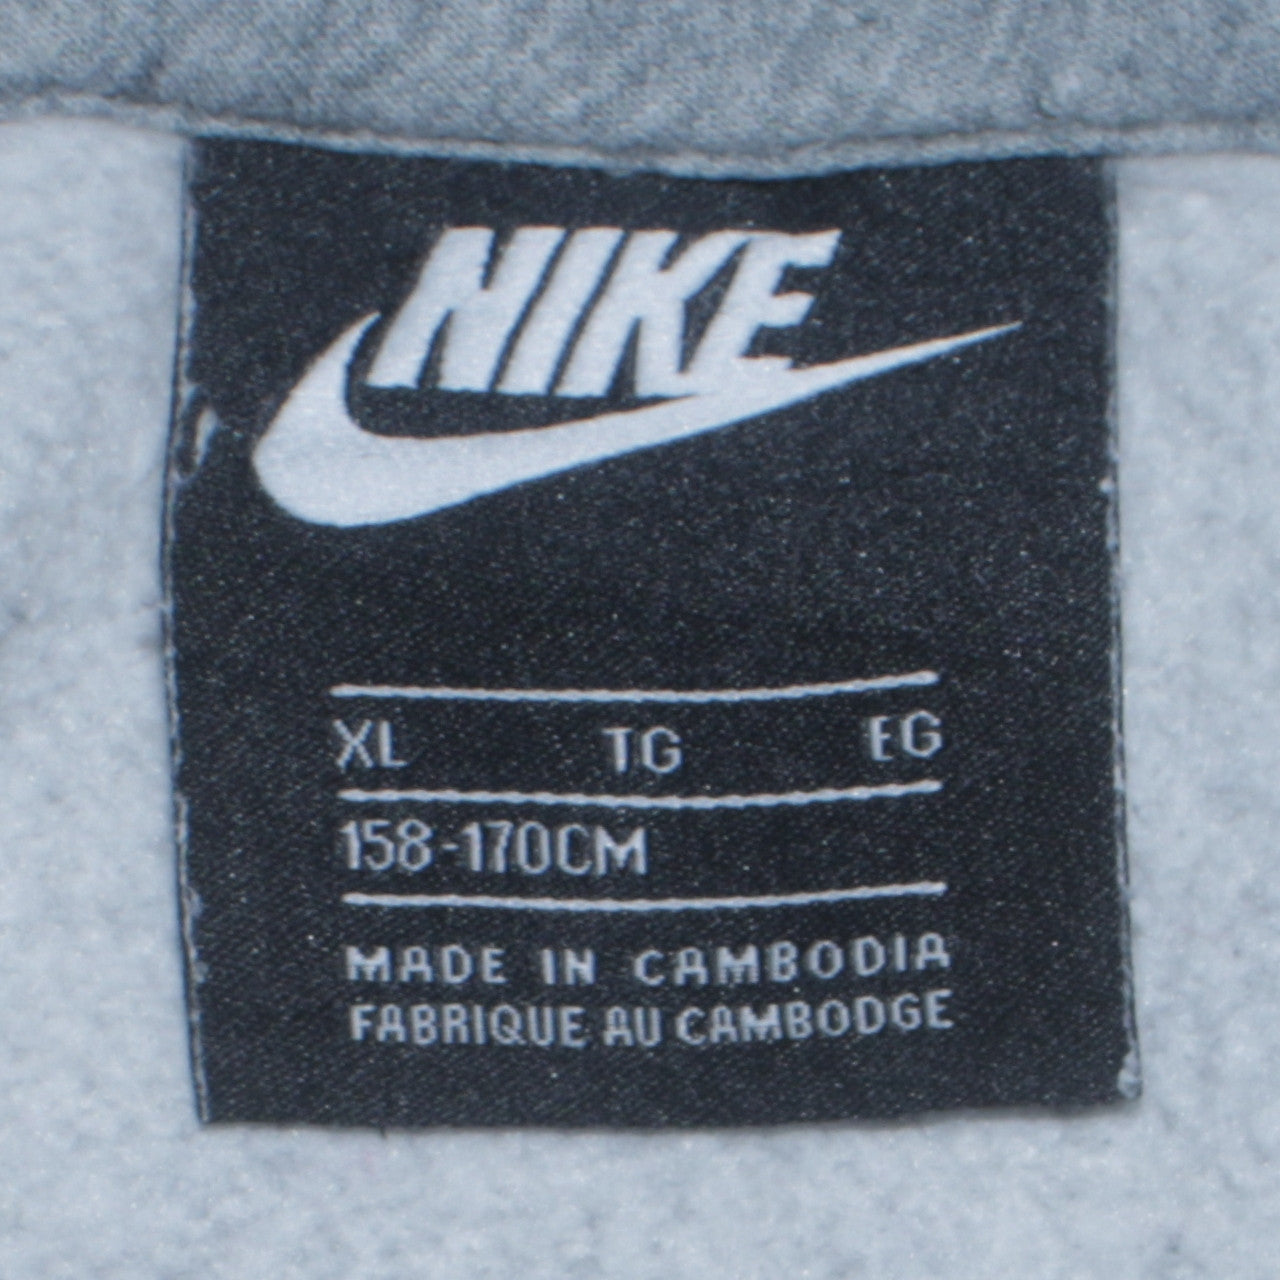 NIKE
XL TG EG
158-170CM
MADE IN CAMBODIA
FABRIQUE AU CAMBODGE